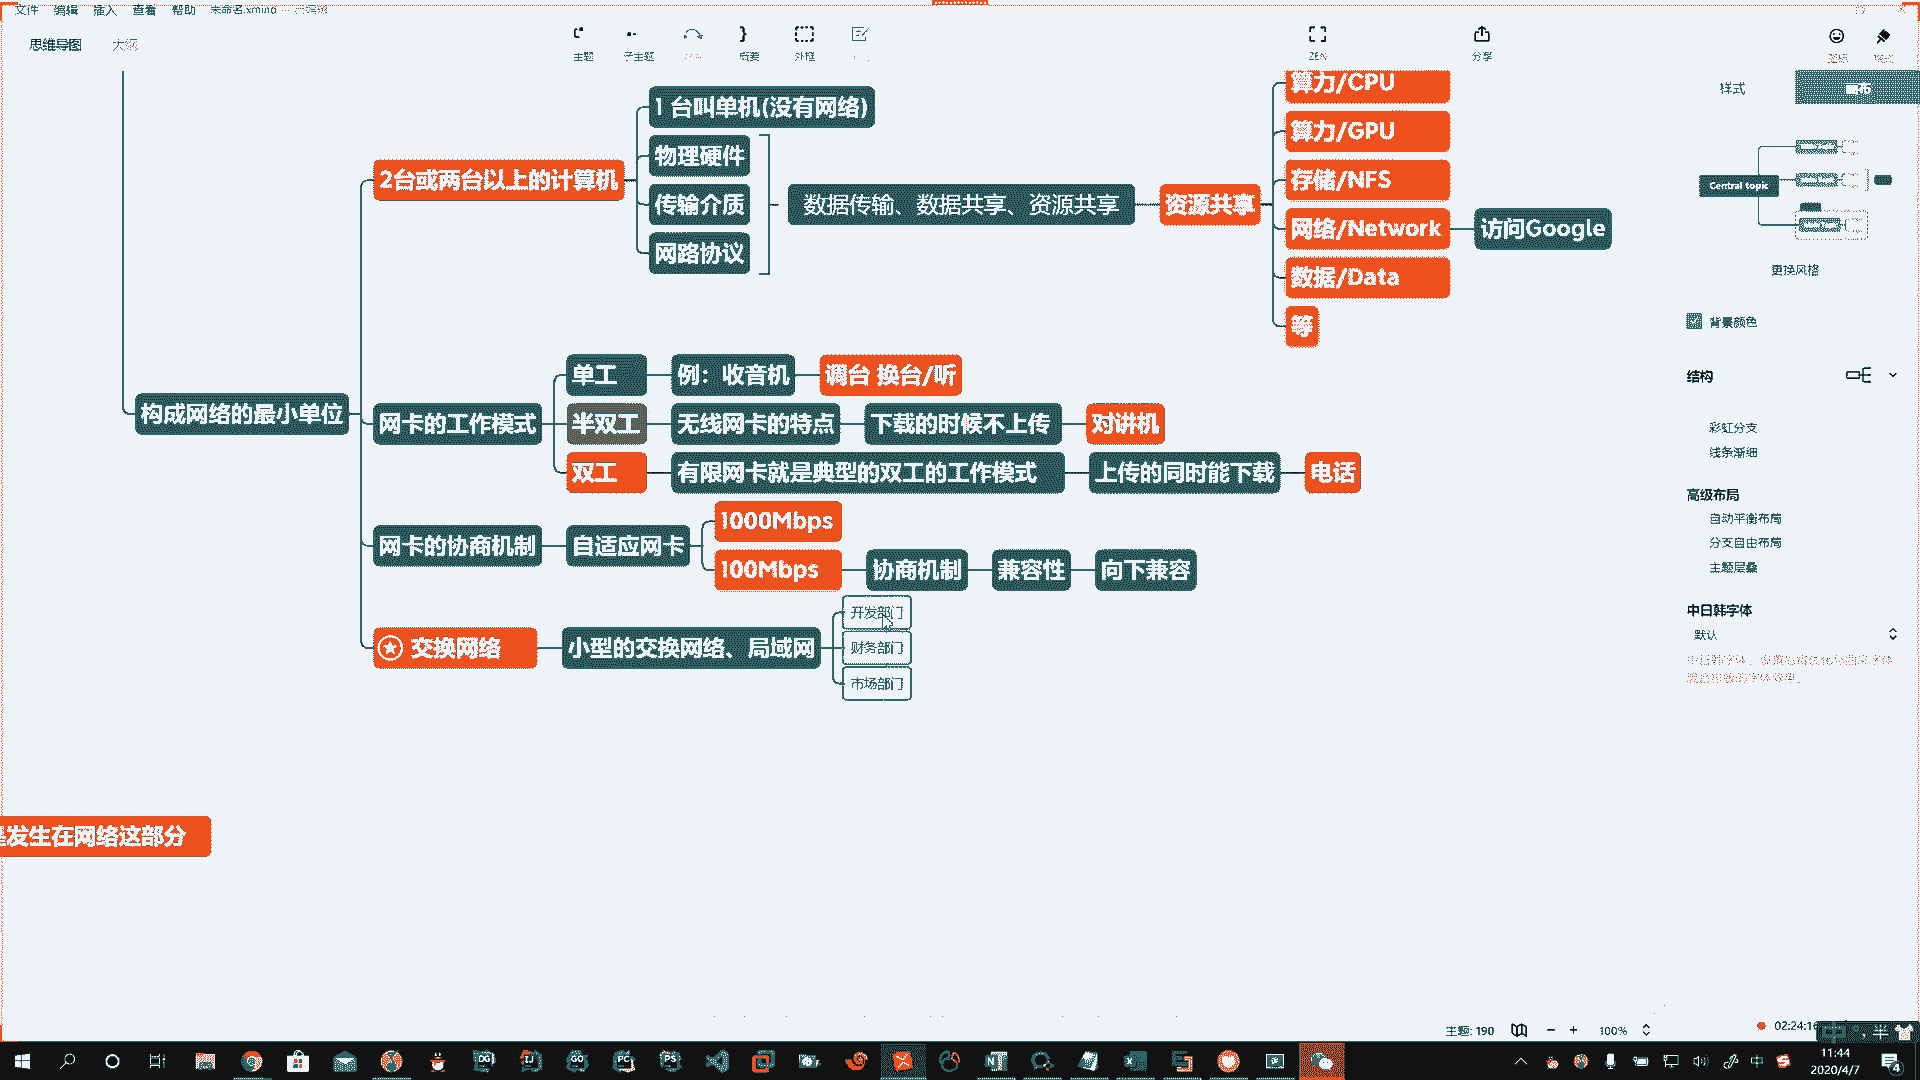 文件 编辑 插入 查看 帮助 未命名.xmind
思维导图 大纲
主题 子主题 概要 外框 ZEN 分享
样式
Central topic
更换风格
背景颜色
结构
彩虹分支
线条渐细
高级布局
自动平衡布局
分支自由布局
主题层叠
中日韩字体
默认
构成网络的最小单位
2台或两台以上的计算机
1 台叫单机(没有网络)
物理硬件
传输介质
网路协议
数据传输、数据共享、资源共享
资源共享
算力/CPU
算力/GPU
存储/NFS
网络/Network
访问Google
数据/Data
等
网卡的工作模式
单工
例：收音机
调台 换台/听
半双工
无线网卡的特点
下载的时候不上传
对讲机
双工
有限网卡就是典型的双工的工作模式
上传的同时能下载
电话
网卡的协商机制
自适应网卡
1000Mbps
100Mbps
协商机制
兼容性
向下兼容
交换网络
小型的交换网络、局域网
开发部门
财务部门
市场部门
发生在网络这部分
主题: 190
100%
02:24:16
中
11:44
2020/4/7